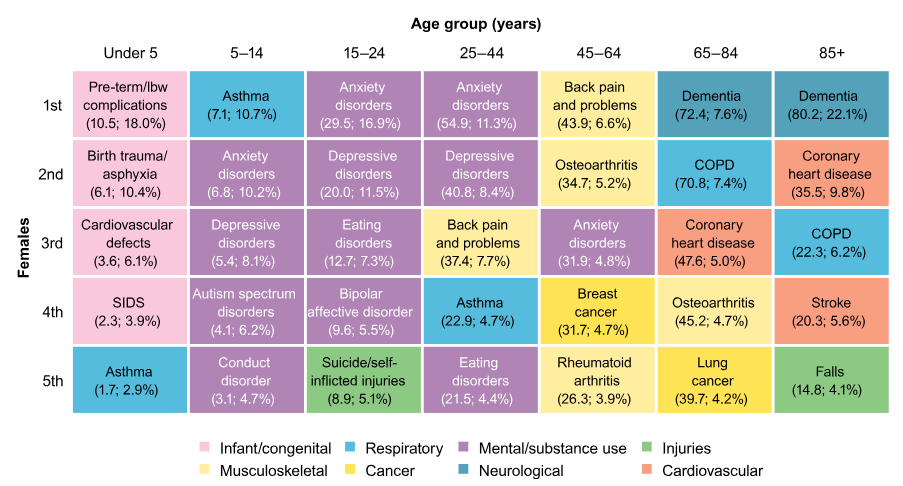 Age group (years)
Under 5 5–14 15–24 25–44 45–64 65–84 85+
Females
1st
Pre-term/lbw
complications
(10.5; 18.0%)
Asthma
(7.1; 10.7%)
Anxiety
disorders
(29.5; 16.9%)
Anxiety
disorders
(54.9; 11.3%)
Back pain
and problems
(43.9; 6.6%)
Dementia
(72.4; 7.6%)
Dementia
(80.2; 22.1%)
2nd
Birth trauma/
asphyxia
(6.1; 10.4%)
Anxiety
disorders
(6.8; 10.2%)
Depressive
disorders
(20.0; 11.5%)
Depressive
disorders
(40.8; 8.4%)
Osteoarthritis
(34.7; 5.2%)
COPD
(70.8; 7.4%)
Coronary
heart disease
(35.5; 9.8%)
3rd
Cardiovascular
defects
(3.6; 6.1%)
Depressive
disorders
(5.4; 8.1%)
Eating
disorders
(12.7; 7.3%)
Back pain
and problems
(37.4; 7.7%)
Anxiety
disorders
(31.9; 4.8%)
Coronary
heart disease
(47.6; 5.0%)
COPD
(22.3; 6.2%)
4th
SIDS
(2.3; 3.9%)
Autism spectrum
disorders
(4.1; 6.2%)
Bipolar
affective disorder
(9.6; 5.5%)
Asthma
(22.9; 4.7%)
Breast
cancer
(31.7; 4.7%)
Osteoarthritis
(45.2; 4.7%)
Stroke
(20.3; 5.6%)
5th
Asthma
(1.7; 2.9%)
Conduct
disorder
(3.1; 4.7%)
Suicide/self-
inflicted injuries
(8.9; 5.1%)
Eating
disorders
(21.5; 4.4%)
Rheumatoid
arthritis
(26.3; 3.9%)
Lung
cancer
(39.7; 4.2%)
Falls
(14.8; 4.1%)
Infant/congenital Respiratory Mental/substance use Injuries
Musculoskeletal Cancer Neurological Cardiovascular